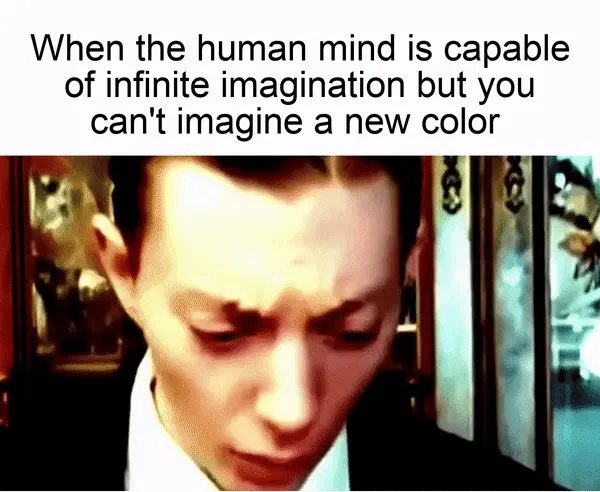 When the human mind is capable
of infinite imagination but you
can't imagine a new color